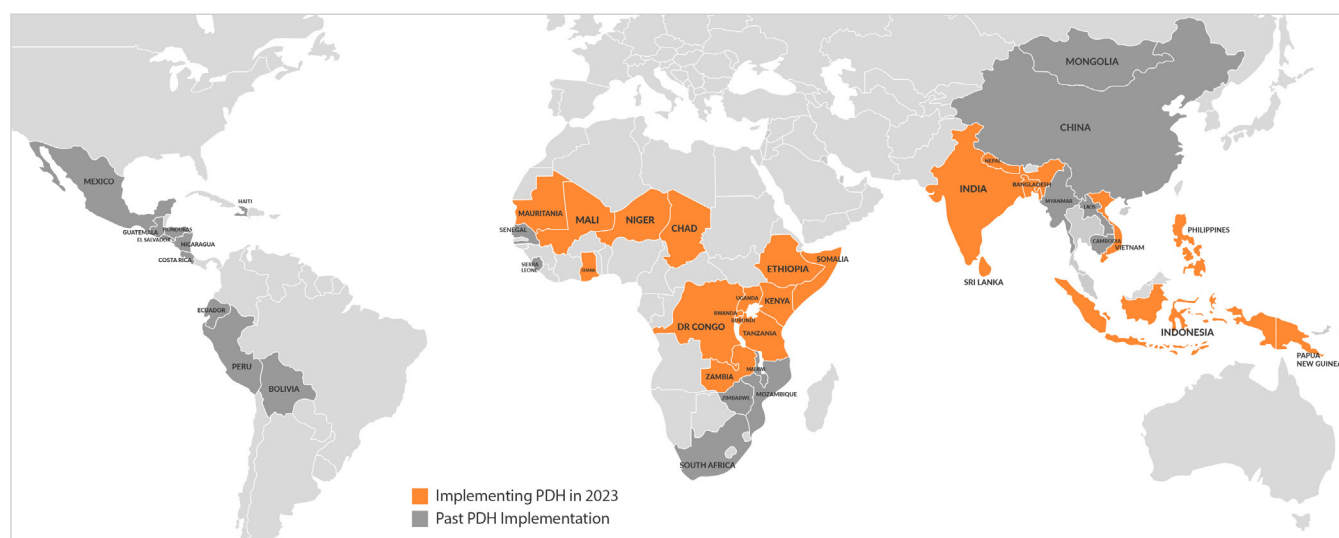 MEXICO
HAITI
GUATEMALA
HONDURAS
EL SALVADOR
NICARAGUA
COSTA RICA
ECUADOR
PERU
BOLIVIA
MAURITANIA
MALI
NIGER
CHAD
SENEGAL
SIERRA
LEONE
GHANA
ETHIOPIA
SOMALIA
UGANDA
KENYA
RWANDA
BURUNDI
DR CONGO
TANZANIA
ZAMBIA
MALAWI
ZIMBABWE
MOZAMBIQUE
SOUTH AFRICA
MONGOLIA
CHINA
NEPAL
INDIA
BANGLADESH
MYANMAR
LAOS
CAMBODIA
VIETNAM
PHILIPPINES
SRI LANKA
INDONESIA
PAPUA
NEW GUINEA
Implementing PDH in 2023
Past PDH Implementation